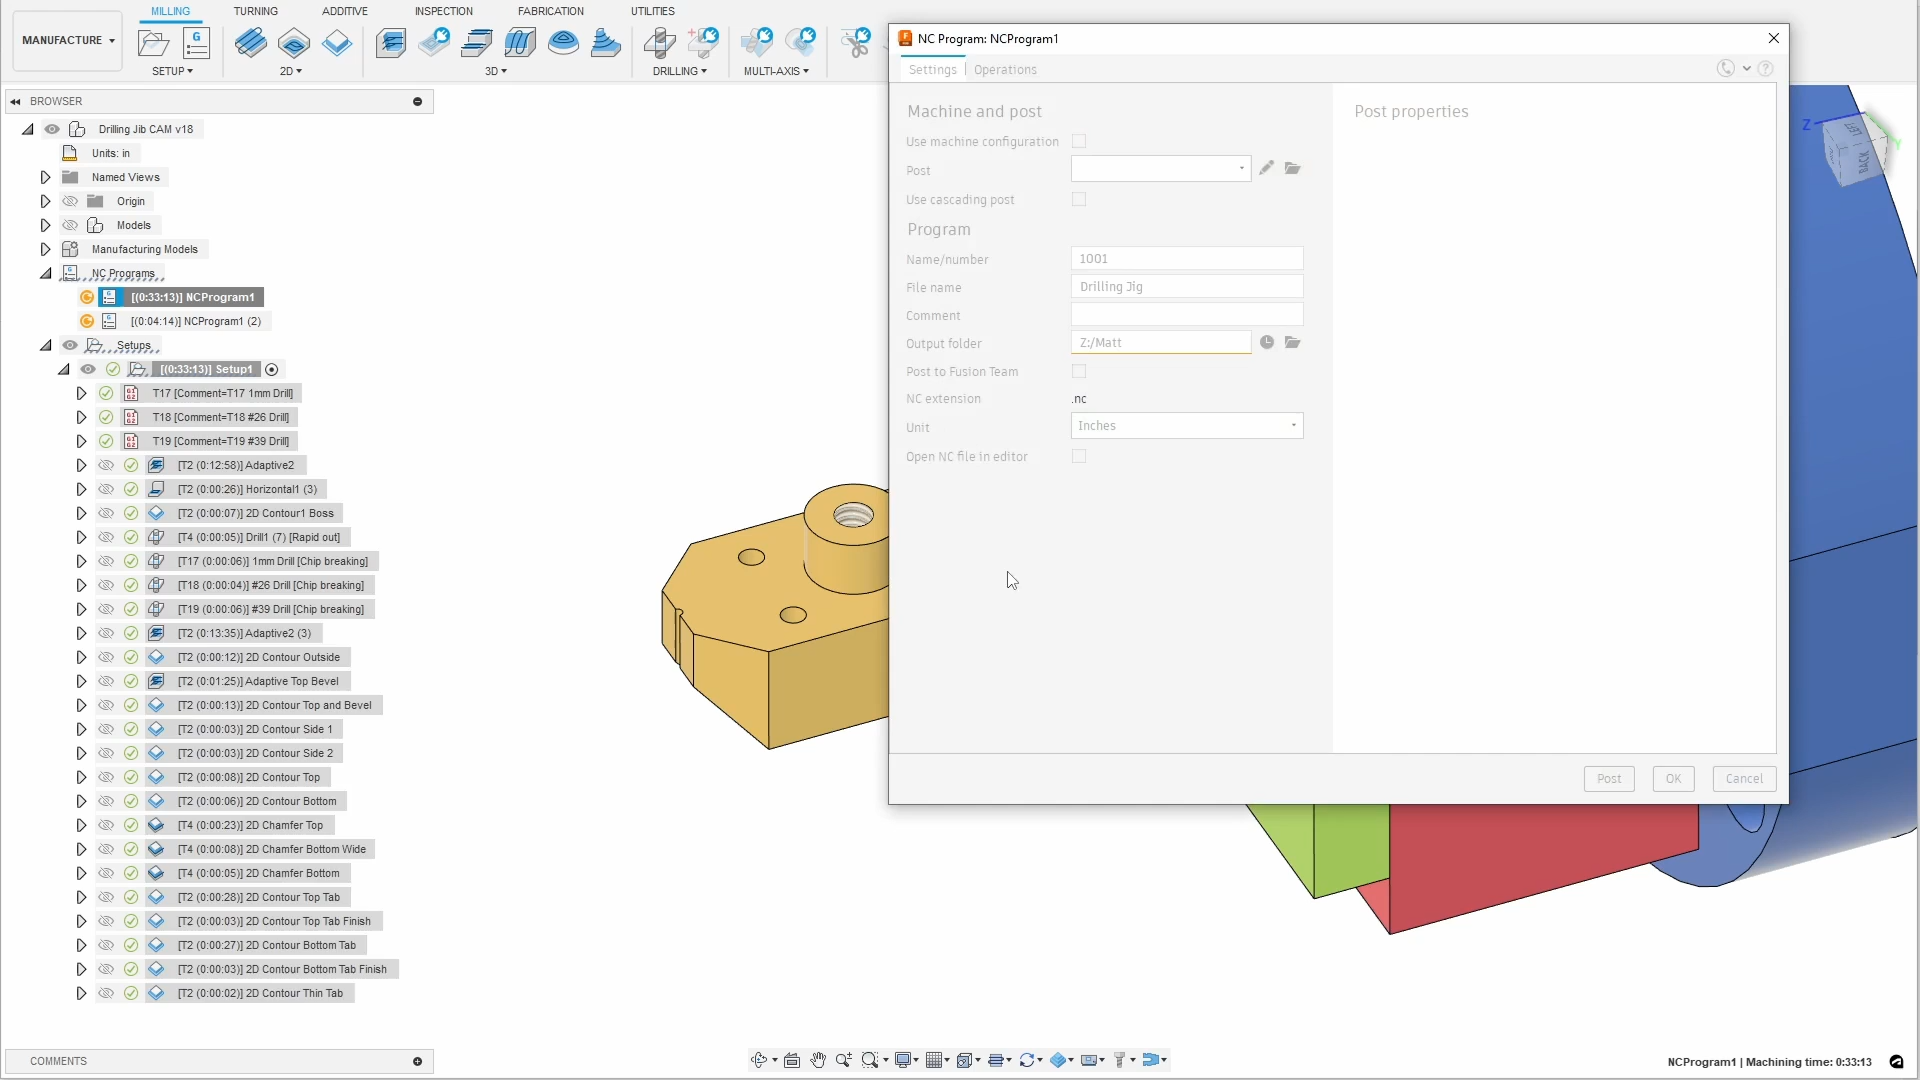 MILLING
TURNING
ADDITIVE
INSPECTION
FABRICATION
UTILITIES
MANUFACTURE
SETUP
2D
3D
DRILLING
MULTI-AXIS
BROWSER
Drilling Jib CAM v18
Units: in
Named Views
Origin
Models
Manufacturing Models
NC Programs
[(0:33:13)] NCProgram1
[(0:04:14)] NCProgram1 (2)
Setups
[(0:33:13)] Setup1
T17 [Comment=T17 1mm Drill]
T18 [Comment=T18 #26 Drill]
T19 [Comment=T19 #39 Drill]
[T2 (0:12:58)] Adaptive2
[T2 (0:00:26)] Horizontal1 (3)
[T2 (0:00:07)] 2D Contour1 Boss
[T4 (0:00:05)] Drill1 (7) [Rapid out]
[T17 (0:00:06)] 1mm Drill [Chip breaking]
[T18 (0:00:04)] #26 Drill [Chip breaking]
[T19 (0:00:06)] #39 Drill [Chip breaking]
[T2 (0:13:35)] Adaptive2 (3)
[T2 (0:00:12)] 2D Contour Outside
[T2 (0:01:25)] Adaptive Top Bevel
[T2 (0:00:13)] 2D Contour Top and Bevel
[T2 (0:00:03)] 2D Contour Side 1
[T2 (0:00:03)] 2D Contour Side 2
[T2 (0:00:08)] 2D Contour Top
[T2 (0:00:06)] 2D Contour Bottom
[T4 (0:00:23)] 2D Chamfer Top
[T4 (0:00:08)] 2D Chamfer Bottom Wide
[T4 (0:00:05)] 2D Chamfer Bottom
[T2 (0:00:28)] 2D Contour Top Tab
[T2 (0:00:03)] 2D Contour Top Tab Finish
[T2 (0:00:27)] 2D Contour Bottom Tab
[T2 (0:00:03)] 2D Contour Bottom Tab Finish
[T2 (0:00:02)] 2D Contour Thin Tab
COMMENTS
NC Program: NCProgram1
Settings
Operations
Machine and post
Use machine configuration
Post
Use cascading post
Program
Name/number
1001
File name
Drilling Jig
Comment
Output folder
Z:/Matt
Post to Fusion Team
NC extension
.nc
Unit
Inches
Open NC file in editor
Post properties
Post
OK
Cancel
Z
Y
LEFT
BACK
NCProgram1 | Machining time: 0:33:13